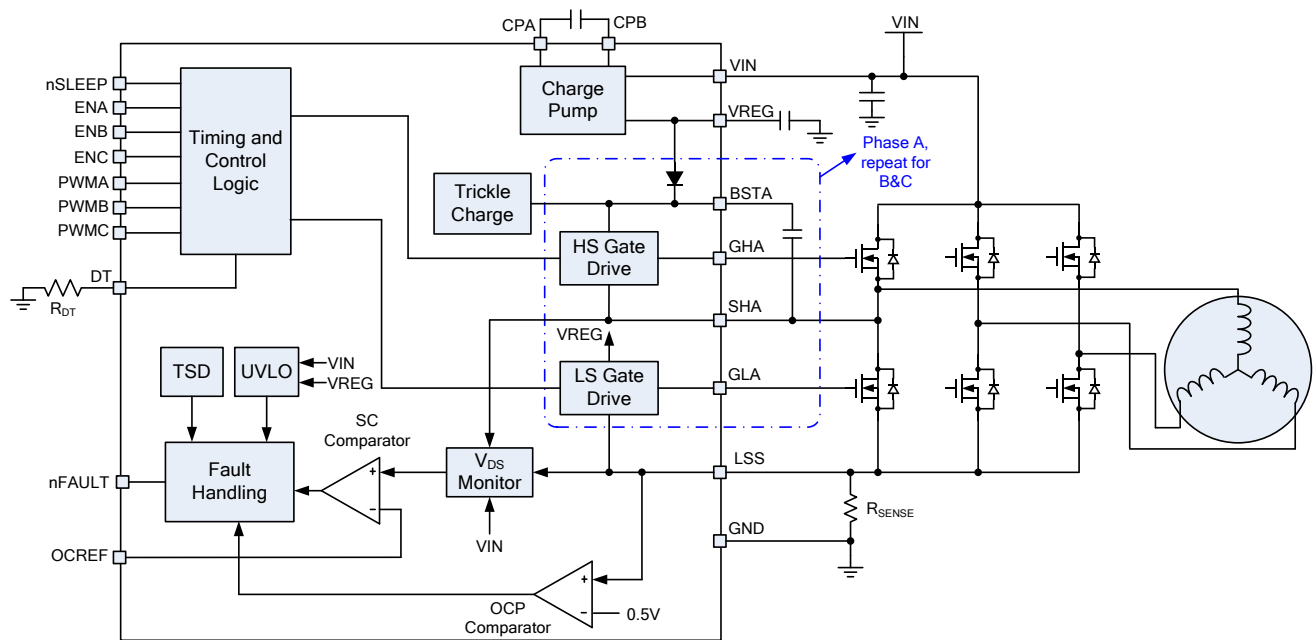 CPA
CPB
VIN
nSLEEP
ENA
ENB
ENC
PWMA
PWMB
PWMC
DT
RDT
Timing and
Control
Logic
Charge
Pump
VIN
VREG
Phase A,
repeat for
B&C
Trickle
Charge
BSTA
HS Gate
Drive
GHA
SHA
VREG
LS Gate
Drive
GLA
TSD
UVLO
VIN
VREG
SC
Comparator
+
−
Fault
Handling
nFAULT
OCREF
VDS
Monitor
VIN
LSS
RSENSE
GND
OCP
Comparator
+
−
0.5V